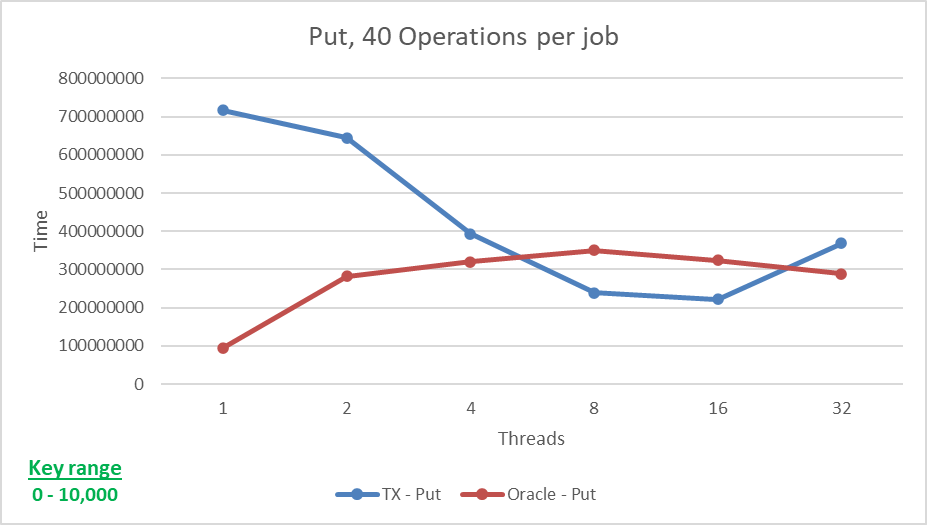 Put, 40 Operations per job
800000000
700000000
600000000
500000000
400000000
300000000
200000000
100000000
0
Time
1 2 4 8 16 32
Threads
Key range
0 - 10,000
TX - Put Oracle - Put